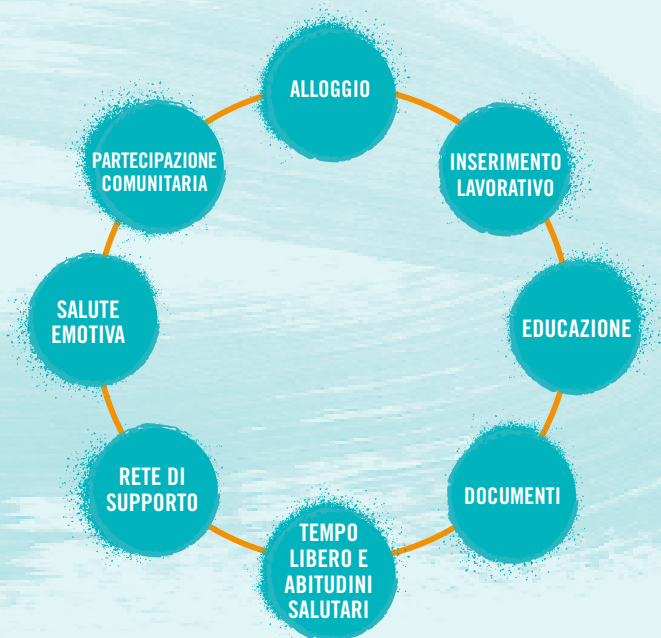 ALLOGGIO
INSERIMENTO
LAVORATIVO
EDUCAZIONE
DOCUMENTI
TEMPO
LIBERO E
ABITUDINI
SALUTARI
RETE DI
SUPPORTO
SALUTE
EMOTIVA
PARTECIPAZIONE
COMUNITARIA